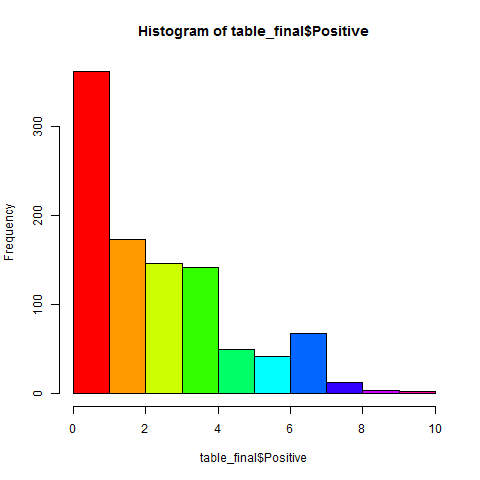 Histogram of table_final$Positive
Frequency
300
200
100
0
0 2 4 6 8 10
table_final$Positive